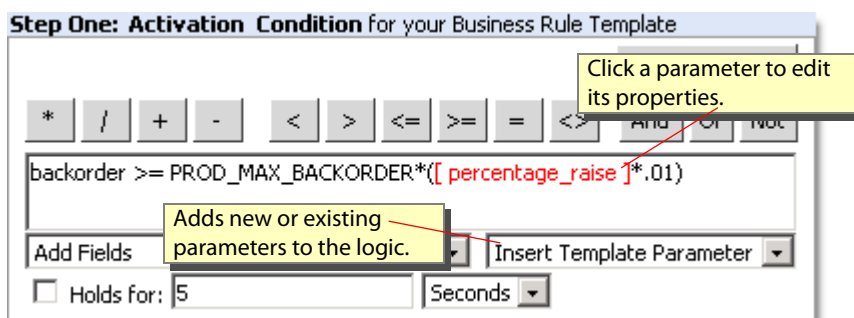 Step One: Activation Condition for your Business Rule Template
Click a parameter to edit
its properties.
* / + - < > <= >= = <> And Or Not
backorder >= PROD_MAX_BACKORDER*([ percentage_raise ]*.01)
Adds new or existing
parameters to the logic.
Add Fields Insert Template Parameter
Holds for: 5 Seconds